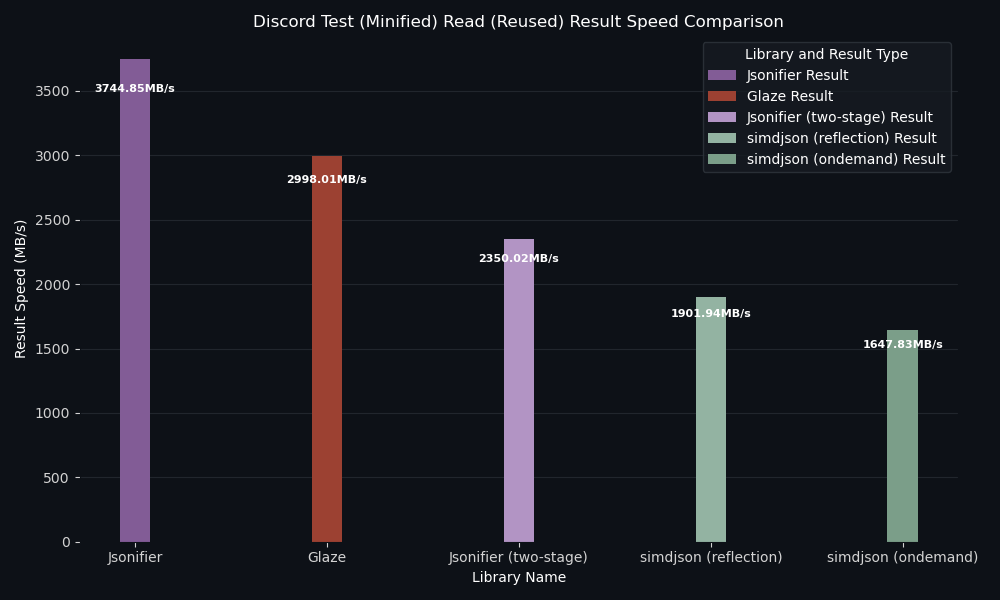 Discord Test (Minified) Read (Reused) Result Speed Comparison
Library and Result Type
Jsonifier Result
Glaze Result
Jsonifier (two-stage) Result
simdjson (reflection) Result
simdjson (ondemand) Result
Result Speed (MB/s)
3500
3000
2500
2000
1500
1000
500
0
3744.85MB/s
2998.01MB/s
2350.02MB/s
1901.94MB/s
1647.83MB/s
Jsonifier
Glaze
Jsonifier (two-stage)
simdjson (reflection)
simdjson (ondemand)
Library Name